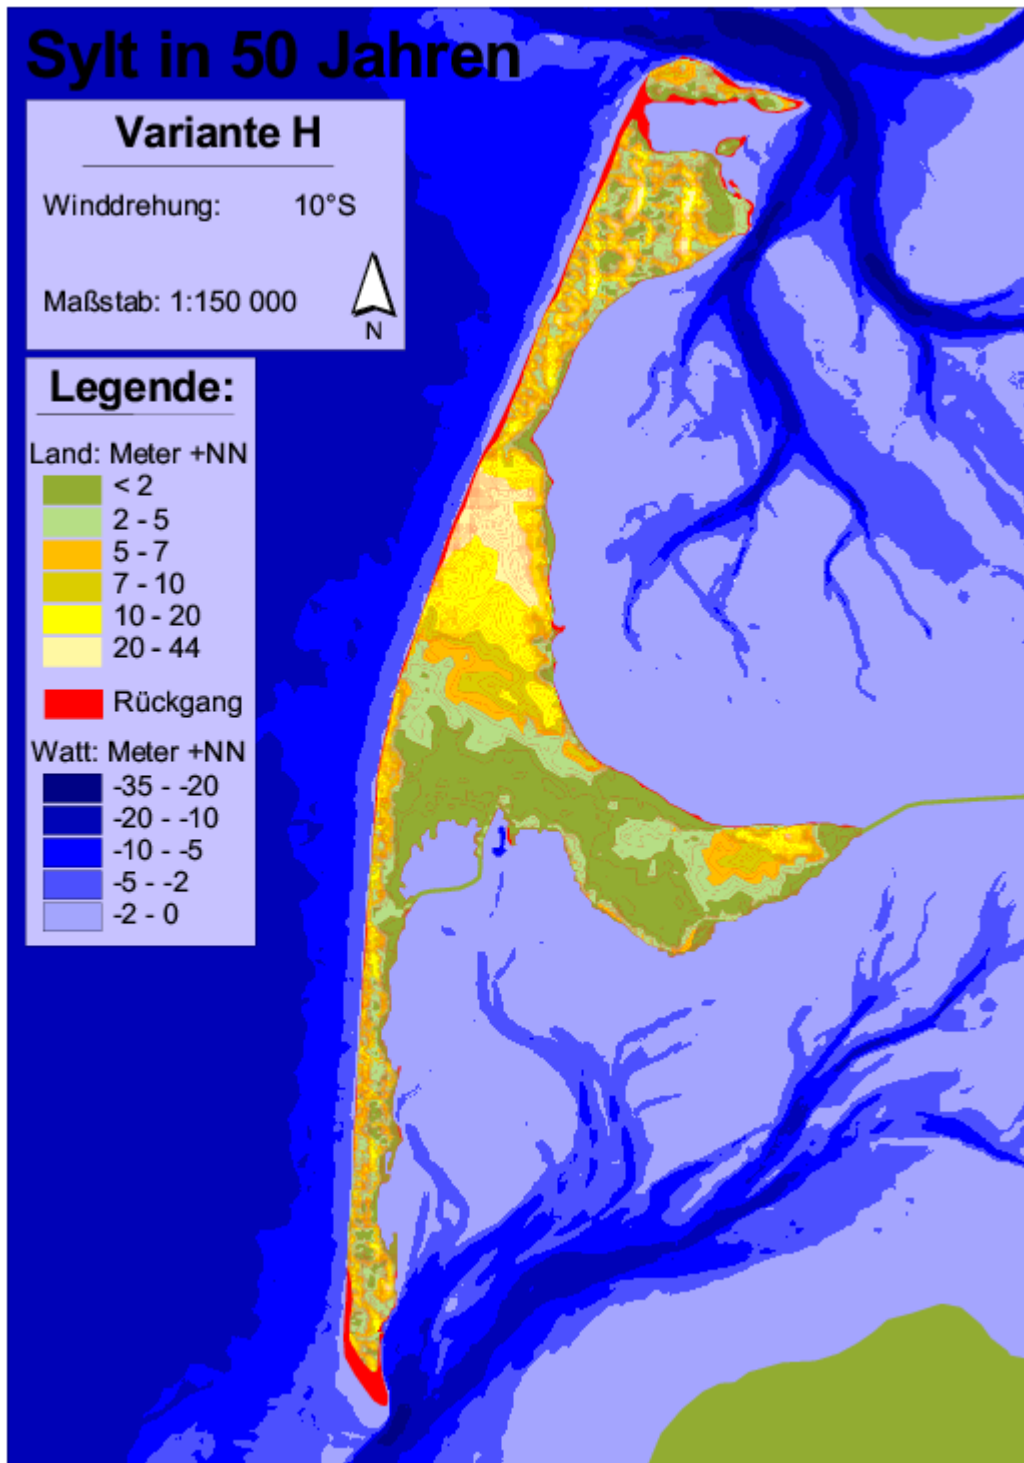 Sylt in 50 Jahren
Variante H
Winddrehung: 10°S
Maßstab: 1:150 000
N
Legende:
Land: Meter +NN
< 2
2 - 5
5 - 7
7 - 10
10 - 20
20 - 44
Rückgang
Watt: Meter +NN
-35 - -20
-20 - -10
-10 - -5
-5 - -2
-2 - 0